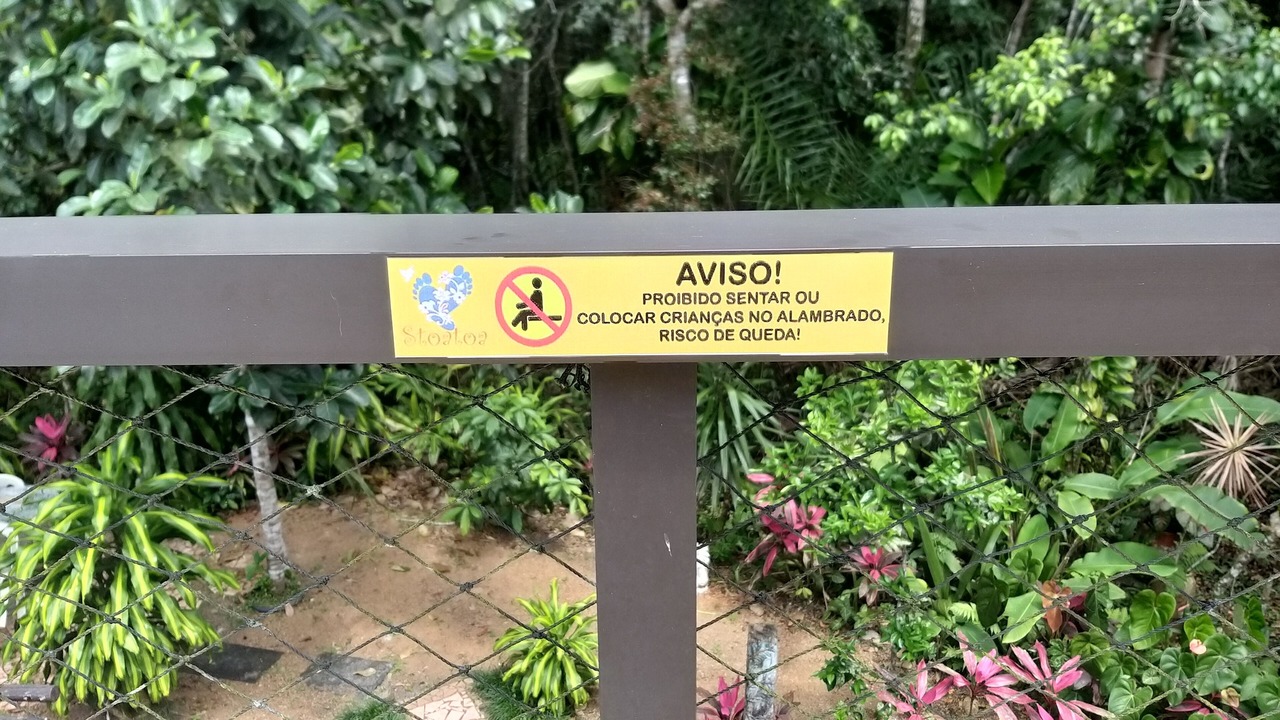 AVISO!
PROIBIDO SENTAR OU
COLOCAR CRIANÇAS NO ALAMBRADO,
RISCO DE QUEDA!